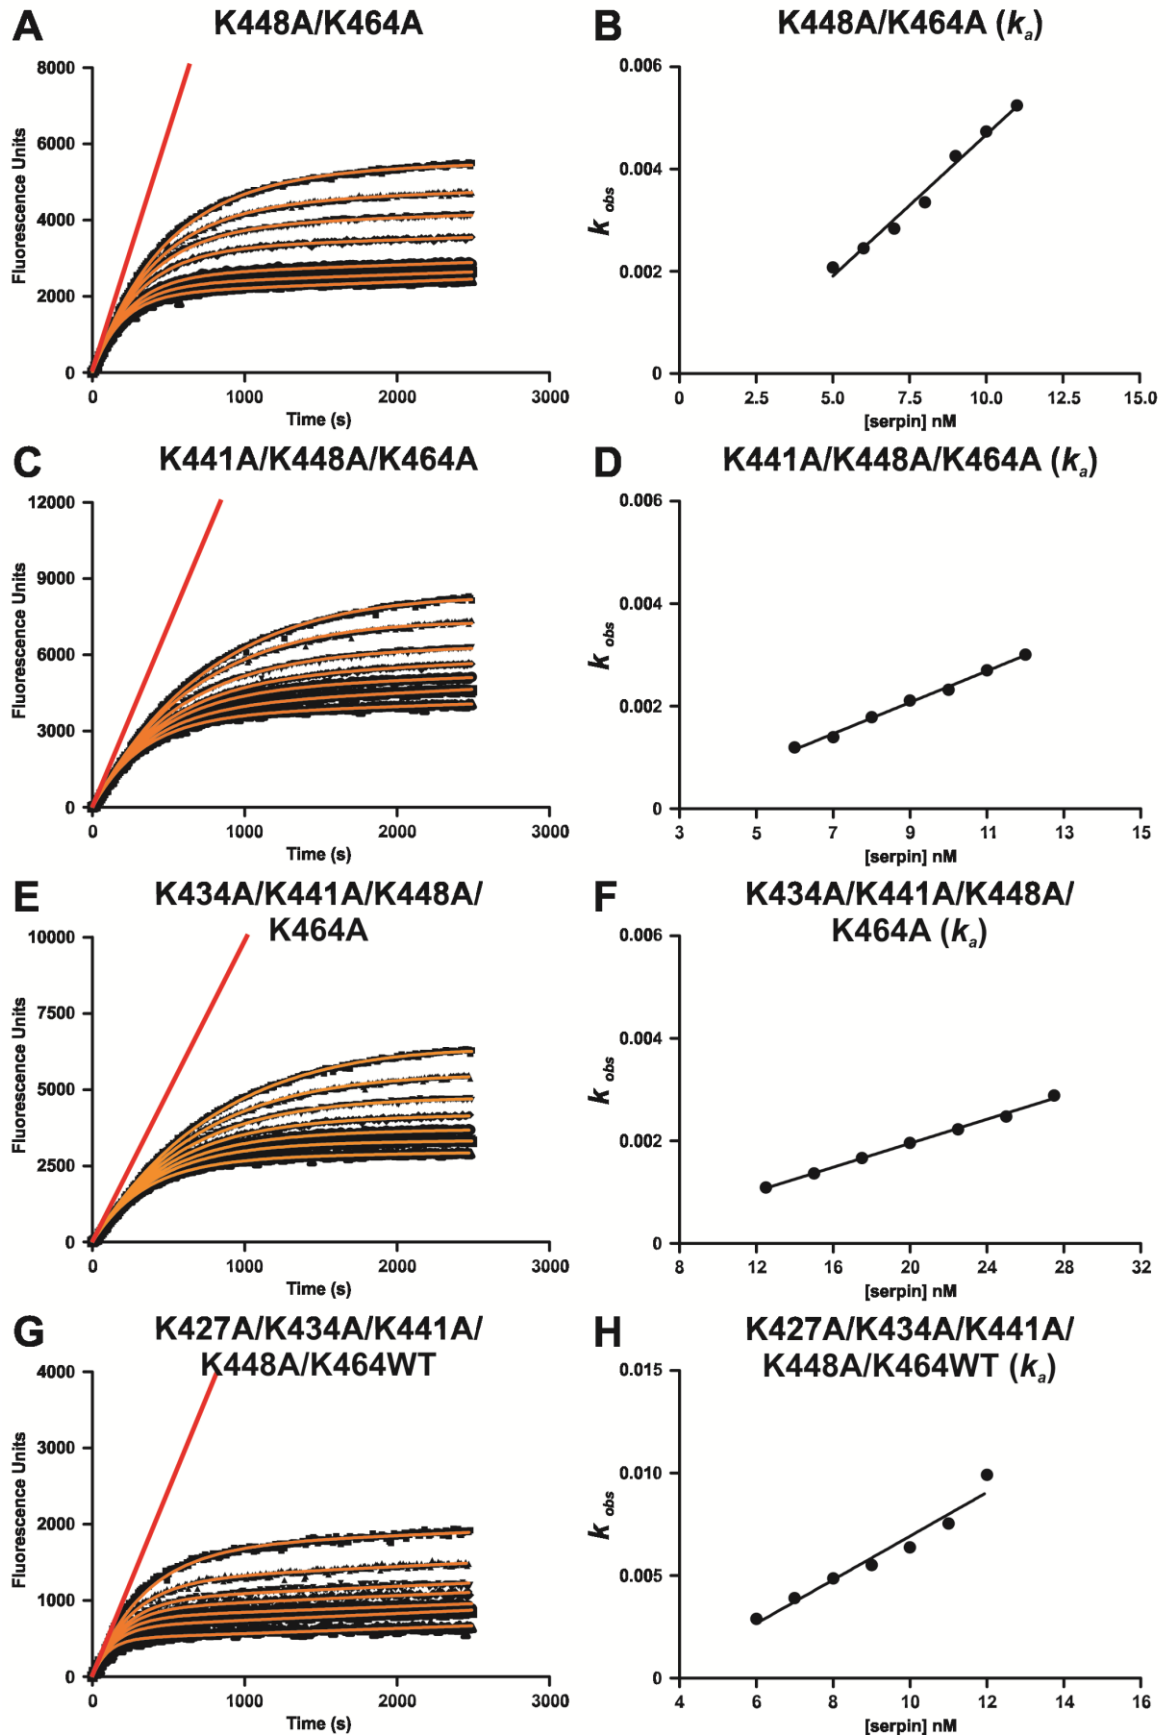 A
K448A/K464A
8000
6000
4000
2000
0
Fluorescence Units
0
1000
2000
3000
Time (s)
B
K448A/K464A (ka)
0.006
0.004
0.002
0
k obs
0
2.5
5.0
7.5
10.0
12.5
15.0
[serpin] nM
C
K441A/K448A/K464A
12000
9000
6000
3000
0
Fluorescence Units
0
1000
2000
3000
Time (s)
D
K441A/K448A/K464A (ka)
0.006
0.004
0.002
0
k obs
3
5
7
9
11
13
15
[serpin] nM
E
K434A/K441A/K448A/
K464A
10000
7500
5000
2500
0
Fluorescence Units
0
1000
2000
3000
Time (s)
F
K434A/K441A/K448A/
K464A (ka)
0.006
0.004
0.002
0
k obs
8
12
16
20
24
28
32
[serpin] nM
G
K427A/K434A/K441A/
K448A/K464WT
4000
3000
2000
1000
0
Fluorescence Units
0
1000
2000
3000
Time (s)
H
K427A/K434A/K441A/
K448A/K464WT (ka)
0.015
0.010
0.005
0
k obs
4
6
8
10
12
14
16
[serpin] nM